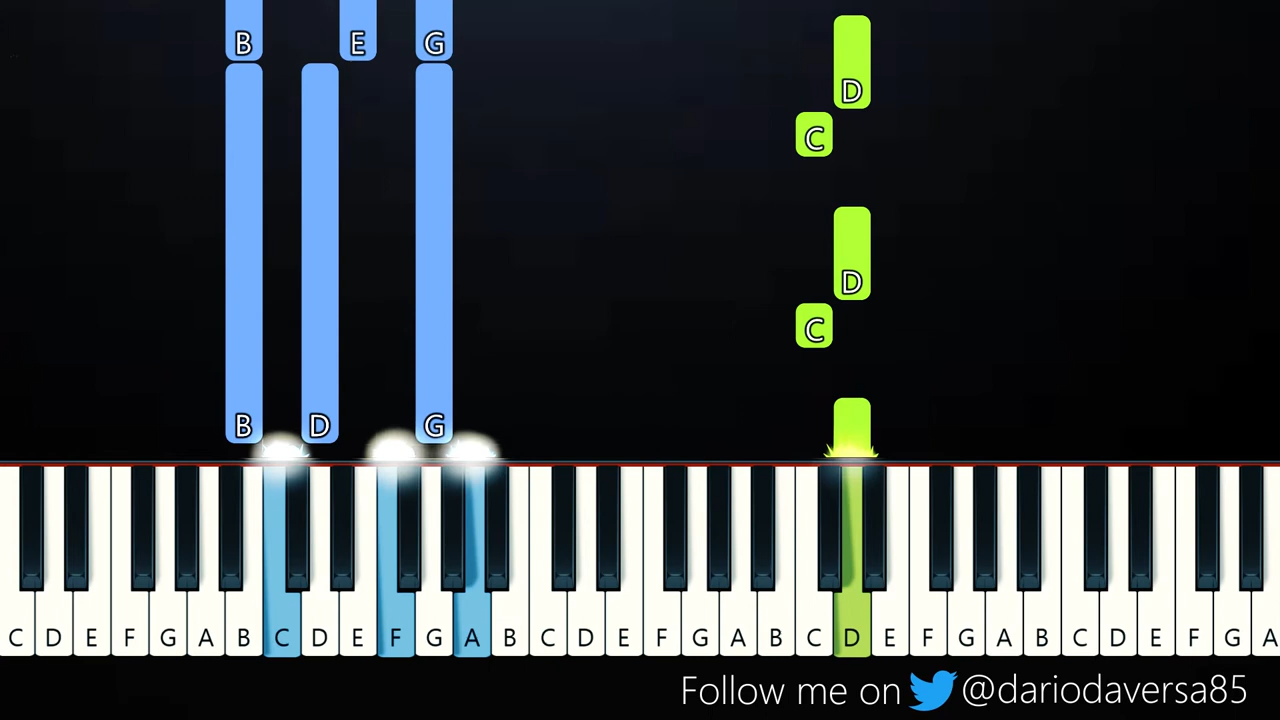 B E G
D
C
D
C
B D G
C D E F G A B C D E F G A B C D E F G A B C D E F G A B C D E F G A
Follow me on @dariodaversa85